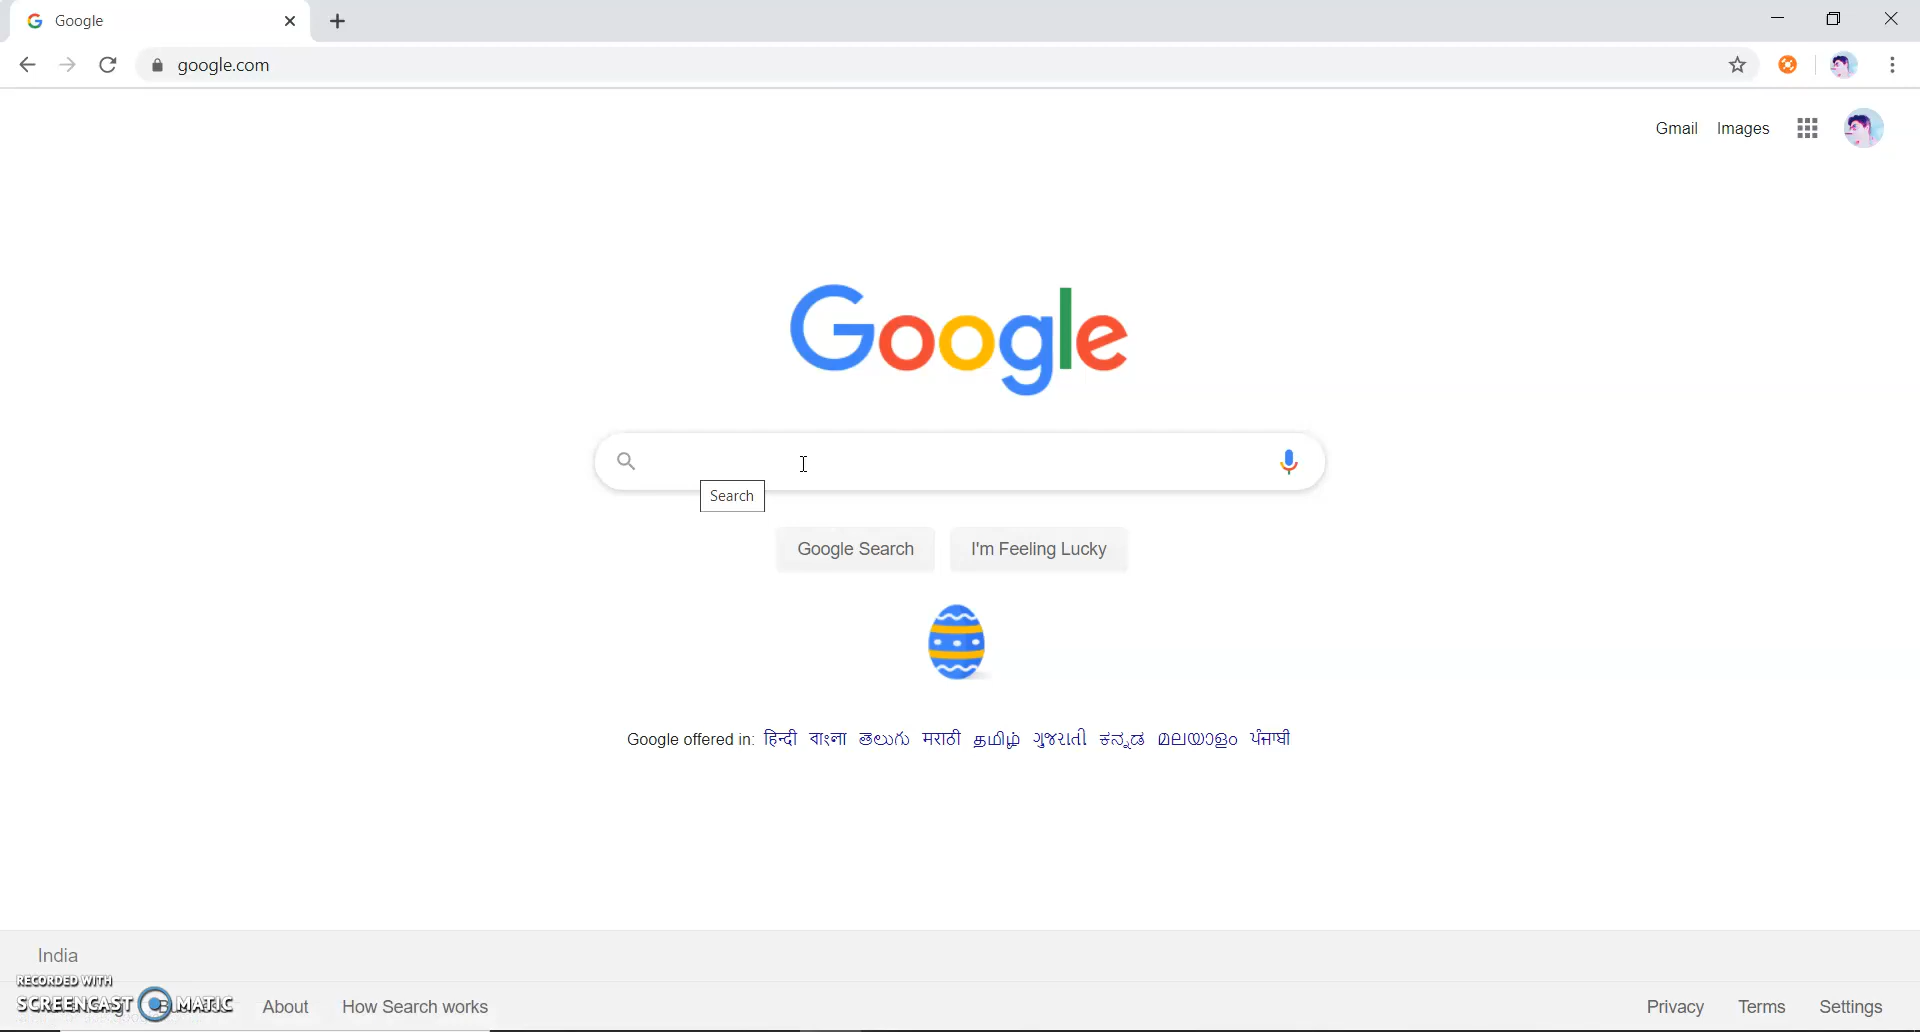 Google
google.com
Gmail Images
Google
Search
Google Search I'm Feeling Lucky
Google offered in: हिन्दी বাংলা తెలుగు मराठी தமிழ் ગુજરાતી ಕನ್ನಡ മലയാളം ਪੰਜਾਬੀ
India
RECORDED WITH
SCREENCAST MATIC
About How Search works Privacy Terms Settings